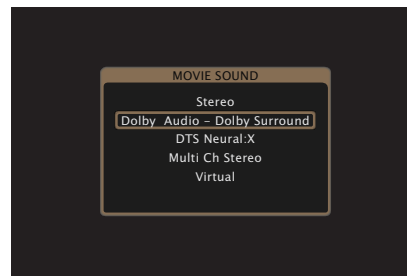 MOVIE SOUND
Stereo
Dolby Audio – Dolby Surround
DTS Neural:X
Multi Ch Stereo
Virtual